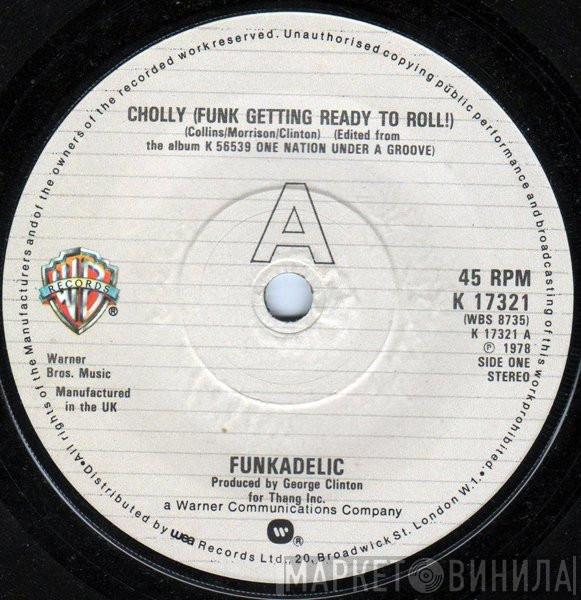 All rights of the Manufacturers and of the owners of the recorded work reserved. Unauthorised copying public performance and broadcasting of this work prohibited.
CHOLLY (FUNK GETTING READY TO ROLL!)
(Collins/Morrison/Clinton) (Edited from
the album K 56539 ONE NATION UNDER A GROOVE)
A
WB
RECORDS
®
45 RPM
K 17321
(WBS 8735)
K 17321 A
℗ 1978
SIDE ONE
STEREO
Warner
Bros. Music
Manufactured
in the UK
FUNKADELIC
Produced by George Clinton
for Thang Inc.
a Warner Communications Company
®
• Distributed by wea Records Ltd., 20, Broadwick St. London W.1. •
МАРКЕТ ВИНИЛА